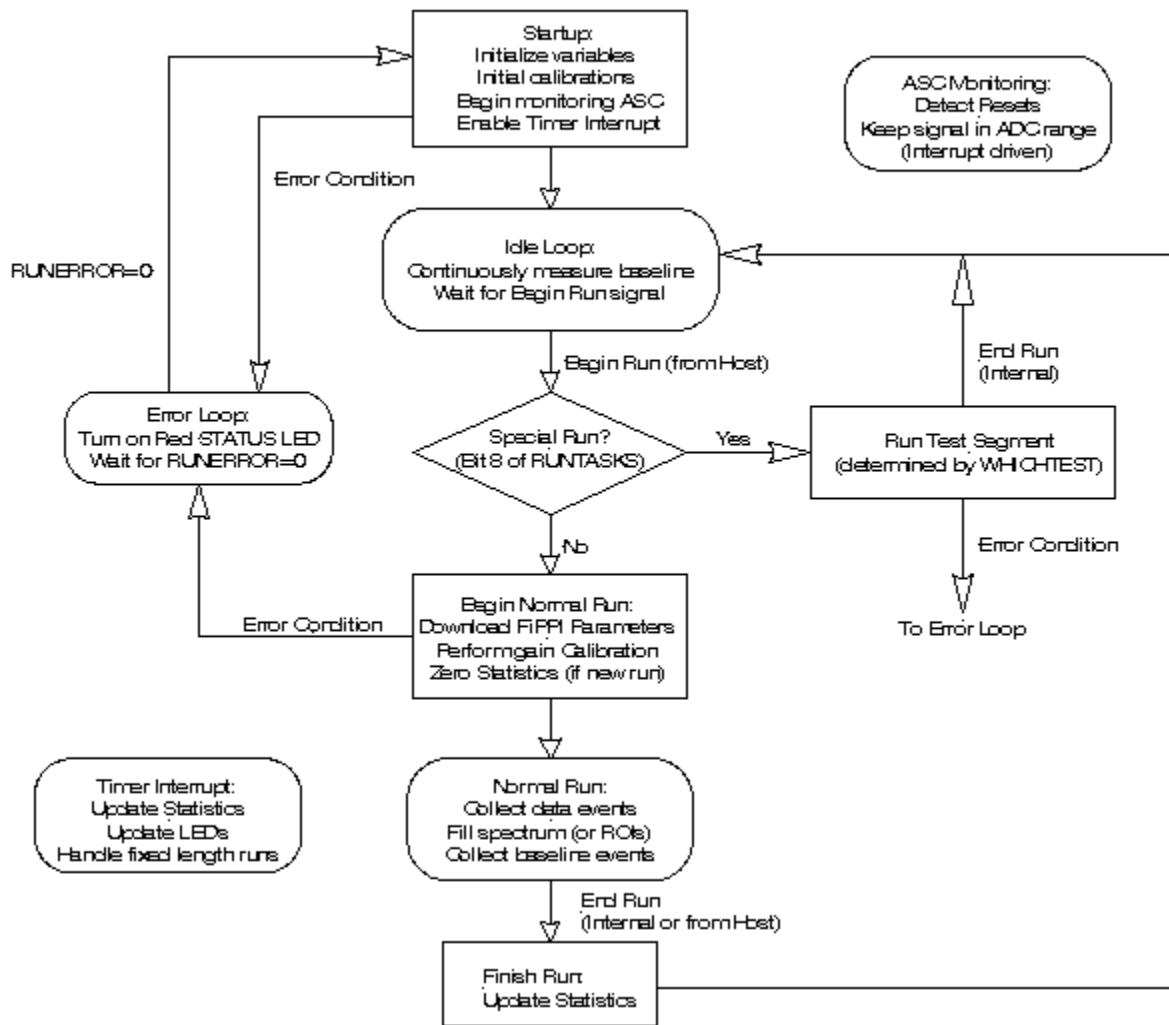 Startup:
Initialize variables
Initial calibrations
Begin monitoring ASC
Enable Timer Interrupt
ASC Monitoring:
Detect Resets
Keep signal in ADC range
(Interrupt driven)
Error Condition
RUNERROR=0
Idle Loop:
Continuously measure baseline
Wait for Begin Run signal
Begin Run (from Host)
End Run
(Internal)
Error Loop:
Turn on Red STATUS LED
Wait for RUNERROR=0
Special Run?
(Bit 8 of RUNTASKS)
Yes
Run Test Segment
(determined by WHICHTEST)
No
Error Condition
To Error Loop
Error Condition
Begin Normal Run:
Download FiPPI Parameters
Perform gain Calibration
Zero Statistics (if new run)
Timer Interrupt:
Update Statistics
Update LEDs
Handle fixed length runs
Normal Run:
Collect data events
Fill spectrum (or ROIs)
Collect baseline events
End Run
(Internal or from Host)
Finish Run:
Update Statistics